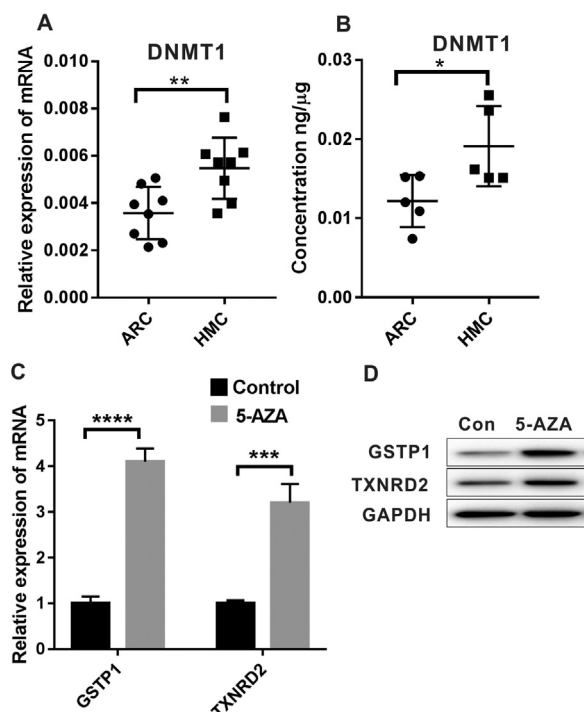 A
DNMT1
**
Relative expression of mRNA
0.010
0.008
0.006
0.004
0.002
0.000
ARC
HMC
B
DNMT1
*
Concentration ng/μg
0.03
0.02
0.01
0.00
ARC
HMC
C
Control
5-AZA
Relative expression of mRNA
5
4
3
2
1
0
****
***
GSTP1
TXNRD2
D
Con 5-AZA
GSTP1
TXNRD2
GAPDH